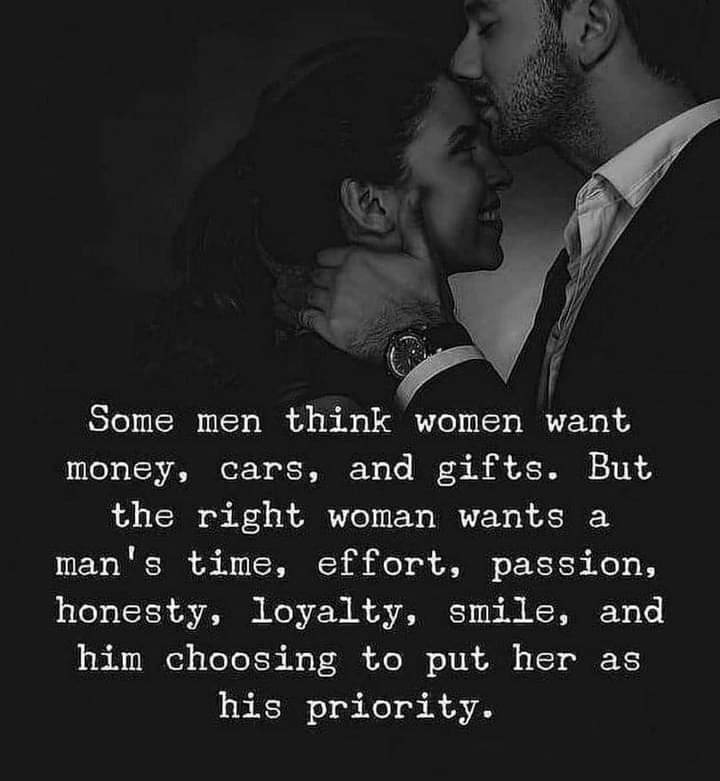 Some men think women want
money, cars, and gifts. But
the right woman wants a
man's time, effort, passion,
honesty, loyalty, smile, and
him choosing to put her as
his priority.